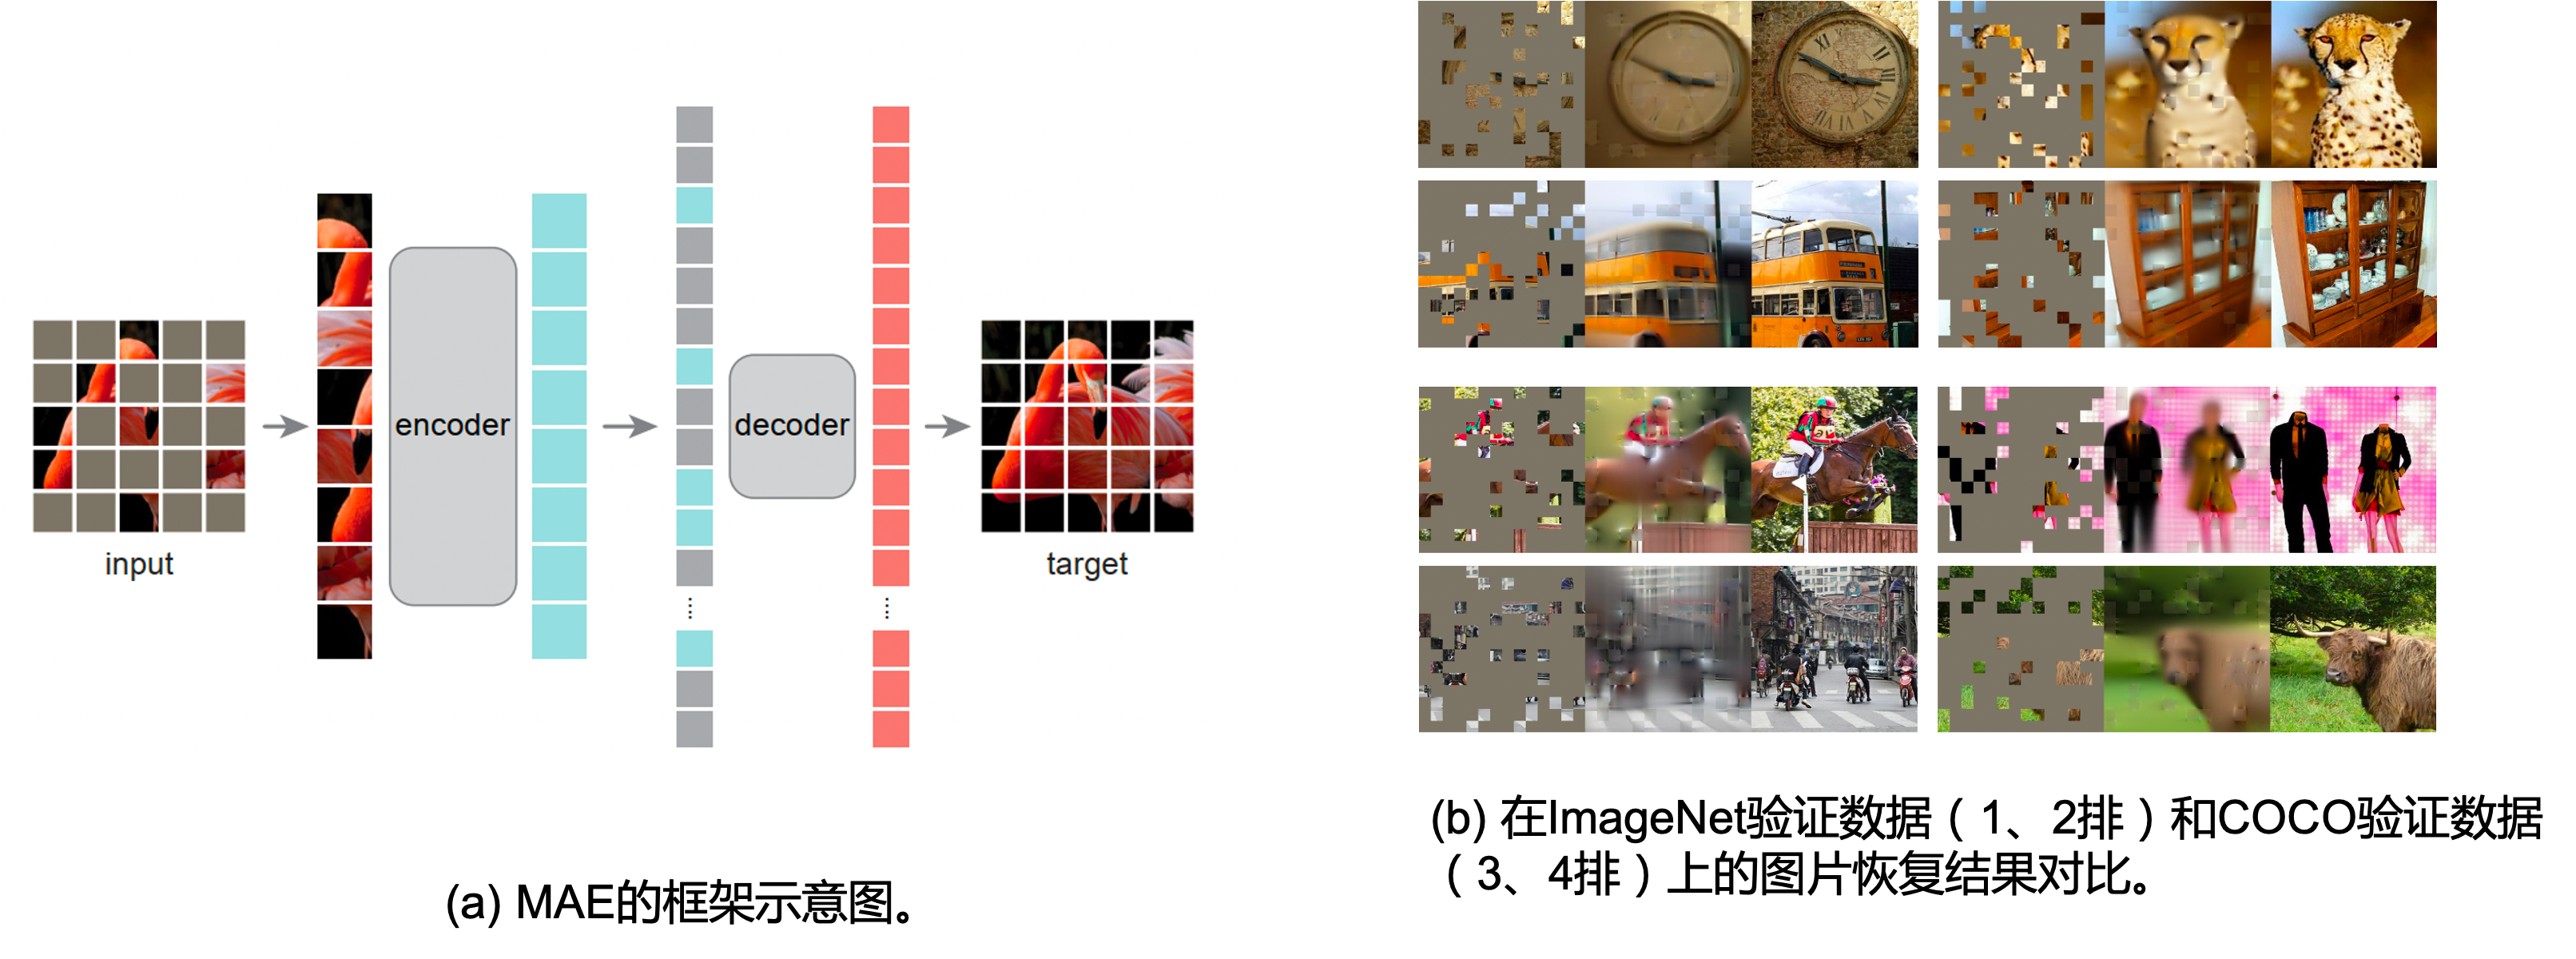 encoder
decoder
input
target
(a) MAE的框架示意图。
(b) 在ImageNet验证数据（1、2排）和COCO验证数据
（3、4排）上的图片恢复结果对比。